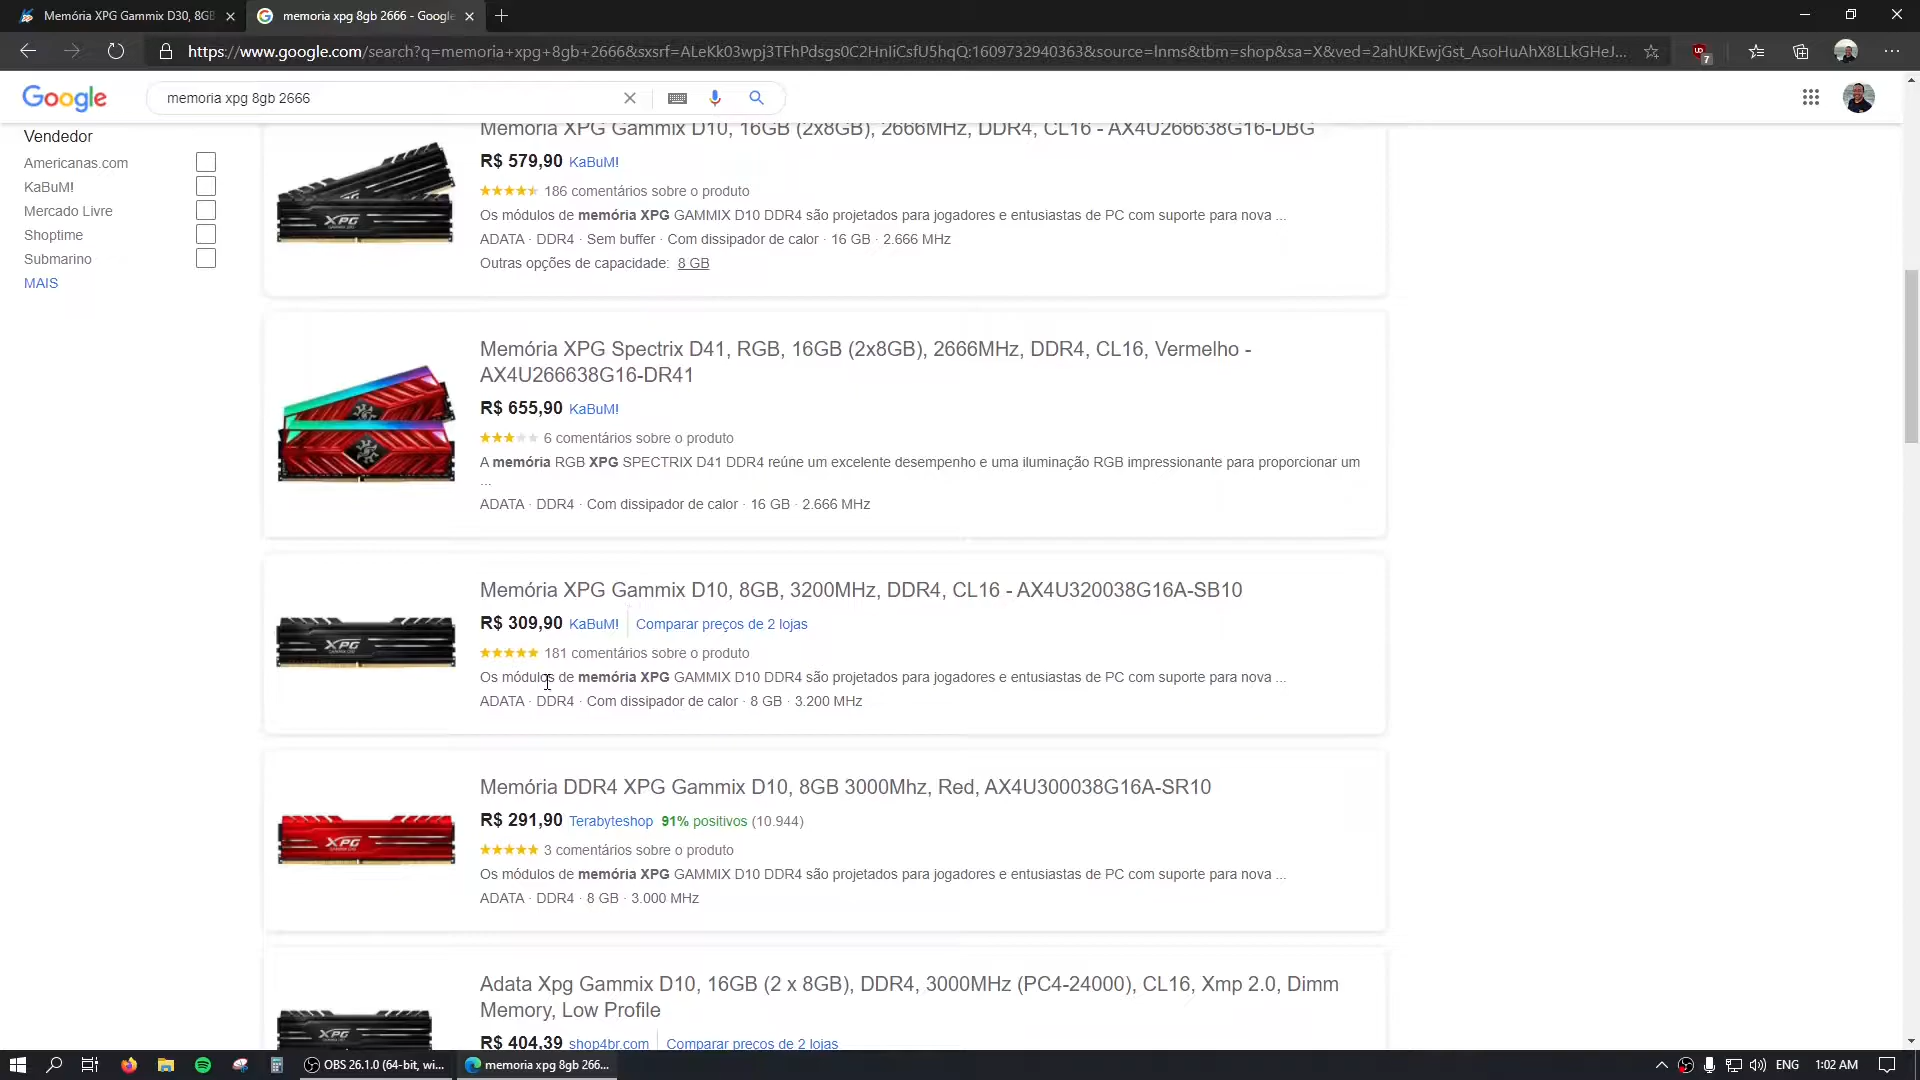 Memória XPG Gammix D30, 8GB
memoria xpg 8gb 2666 - Google
https://www.google.com/search?q=memoria+xpg+8gb+2666&sxsrf=ALeKk03wpj3TFhPdsgs0C2HnIiCsfU5hqQ:1609732940363&source=lnms&tbm=shop&sa=X&ved=2ahUKEwjGst_AsoHuAhX8LLkGHeJ...
7
Google
memoria xpg 8gb 2666
Vendedor
Americanas.com
KaBuM!
Mercado Livre
Shoptime
Submarino
MAIS
Memória XPG Gammix D10, 16GB (2x8GB), 2666MHz, DDR4, CL16 - AX4U266638G16-DBG
R$ 579,90 KaBuM!
186 comentários sobre o produto
Os módulos de memória XPG GAMMIX D10 DDR4 são projetados para jogadores e entusiastas de PC com suporte para nova ...
ADATA · DDR4 · Sem buffer · Com dissipador de calor · 16 GB · 2.666 MHz
Outras opções de capacidade: 8 GB
XPG
Memória XPG Spectrix D41, RGB, 16GB (2x8GB), 2666MHz, DDR4, CL16, Vermelho -
AX4U266638G16-DR41
R$ 655,90 KaBuM!
6 comentários sobre o produto
A memória RGB XPG SPECTRIX D41 DDR4 reúne um excelente desempenho e uma iluminação RGB impressionante para proporcionar um
...
ADATA · DDR4 · Com dissipador de calor · 16 GB · 2.666 MHz
Memória XPG Gammix D10, 8GB, 3200MHz, DDR4, CL16 - AX4U320038G16A-SB10
R$ 309,90 KaBuM! Comparar preços de 2 lojas
181 comentários sobre o produto
Os módulos de memória XPG GAMMIX D10 DDR4 são projetados para jogadores e entusiastas de PC com suporte para nova ...
ADATA · DDR4 · Com dissipador de calor · 8 GB · 3.200 MHz
XPG
Memória DDR4 XPG Gammix D10, 8GB 3000Mhz, Red, AX4U300038G16A-SR10
R$ 291,90 Terabyteshop 91% positivos (10.944)
3 comentários sobre o produto
Os módulos de memória XPG GAMMIX D10 DDR4 são projetados para jogadores e entusiastas de PC com suporte para nova ...
ADATA · DDR4 · 8 GB · 3.000 MHz
XPG
Adata Xpg Gammix D10, 16GB (2 x 8GB), DDR4, 3000MHz (PC4-24000), CL16, Xmp 2.0, Dimm
Memory, Low Profile
R$ 404,39 shop4br.com Comparar preços de 2 lojas
XPG
OBS 26.1.0 (64-bit, wi...
memoria xpg 8gb 266...
ENG
1:02 AM